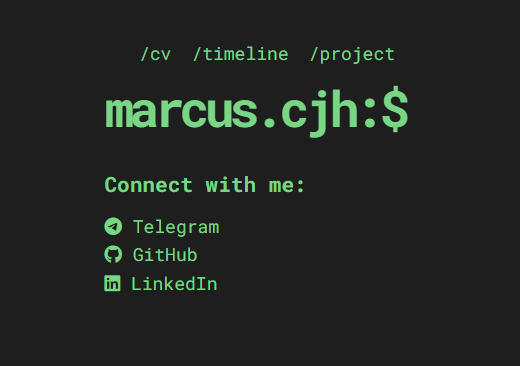 /cv /timeline /project
marcus.cjh:$
Connect with me:
Telegram
GitHub
LinkedIn